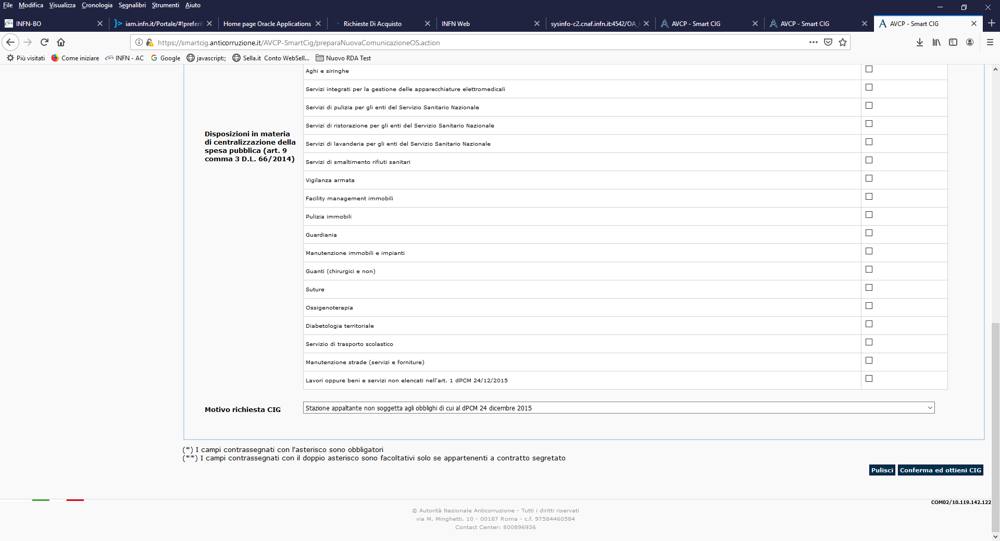 File Modifica Visualizza Cronologia Segnalibri Strumenti Aiuto
INFN-BO
iam.infn.it/Portale/#!preferit
Home page Oracle Applications
Richieste Di Acquisto
INFN Web
sysinfo-c2.cnaf.infn.it:4542/OA_
AVCP - Smart CIG
AVCP - Smart CIG
AVCP - Smart CIG
https://smartcig.anticorruzione.it/AVCP-SmartCig/preparaNuovaComunicazioneOS.action
Più visitati Come iniziare INFN - AC Google javascript:; Sella.it Conto WebSell... Nuovo RDA Test
Disposizioni in materia
di centralizzazione della
spesa pubblica (art. 9
comma 3 D.L. 66/2014)
Aghi e siringhe
Servizi integrati per la gestione delle apparecchiature elettromedicali
Servizi di pulizia per gli enti del Servizio Sanitario Nazionale
Servizi di ristorazione per gli enti del Servizio Sanitario Nazionale
Servizi di lavanderia per gli enti del Servizio Sanitario Nazionale
Servizi di smaltimento rifiuti sanitari
Vigilanza armata
Facility management immobili
Pulizia immobili
Guardiania
Manutenzione immobili e impianti
Guanti (chirurgici e non)
Suture
Ossigenoterapia
Diabetologia territoriale
Servizio di trasporto scolastico
Manutenzione strade (servizi e forniture)
Lavori oppure beni e servizi non elencati nell'art. 1 dPCM 24/12/2015
Motivo richiesta CIG
Stazione appaltante non soggetta agli obblighi di cui al dPCM 24 dicembre 2015
(*) I campi contrassegnati con l'asterisco sono obbligatori
(**) I campi contrassegnati con il doppio asterisco sono facoltativi solo se appartenenti a contratto segretato
Pulisci Conferma ed ottieni CIG
COM02/10.119.142.122
© Autorità Nazionale Anticorruzione - Tutti i diritti riservati
via M. Minghetti, 10 - 00187 Roma - c.f. 97584460584
Contact Center: 800896936